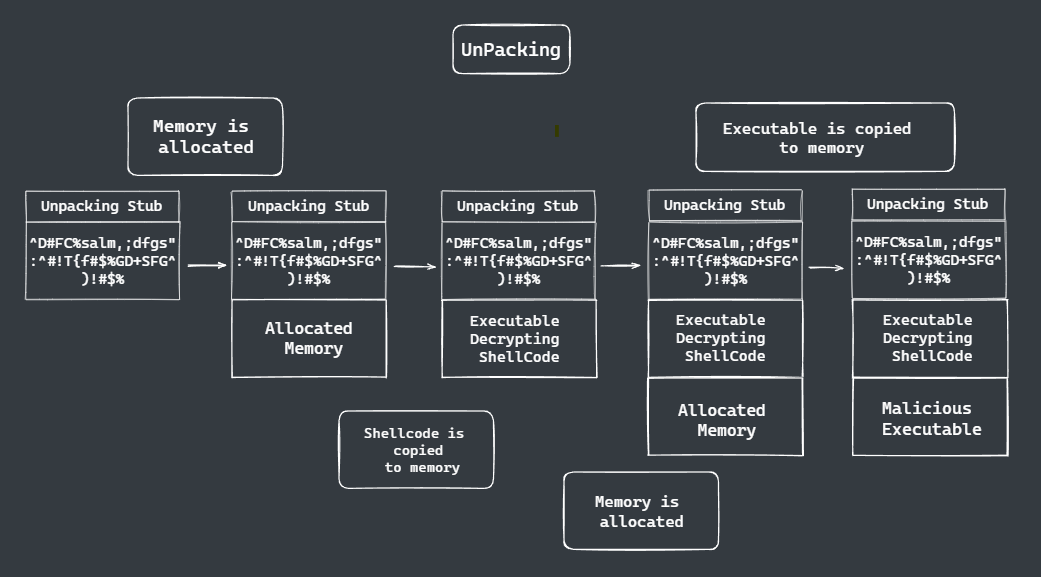 UnPacking
Memory is
allocated
Executable is copied
to memory
Unpacking Stub
^D#FC%salm,;dfgs"
:^#!T{f#$%GD+SFG^
)!#$%
Unpacking Stub
^D#FC%salm,;dfgs"
:^#!T{f#$%GD+SFG^
)!#$%
Allocated
Memory
Unpacking Stub
^D#FC%salm,;dfgs"
:^#!T{f#$%GD+SFG^
)!#$%
Executable
Decrypting
ShellCode
Unpacking Stub
^D#FC%salm,;dfgs"
:^#!T{f#$%GD+SFG^
)!#$%
Executable
Decrypting
ShellCode
Allocated
Memory
Unpacking Stub
^D#FC%salm,;dfgs"
:^#!T{f#$%GD+SFG^
)!#$%
Executable
Decrypting
ShellCode
Malicious
Executable
Shellcode is
copied
to memory
Memory is
allocated